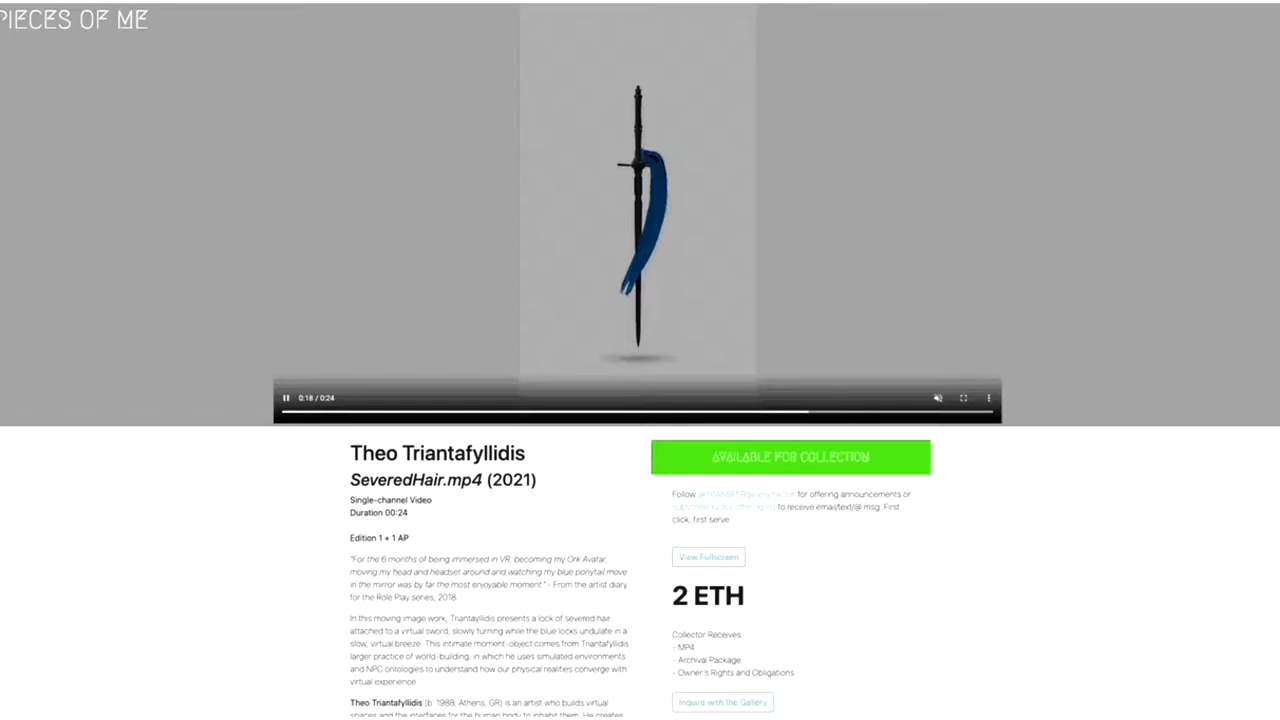 PIECES OF ME
0:18 / 0:24
Theo Triantafyllidis
SeveredHair.mp4 (2021)
Single-channel Video
Duration 00:24
Edition 1 + 1 AP
"For the 6 months of being immersed in VR, becoming my Ork Avatar,
moving my head and headset around and watching my blue ponytail move
in the mirror was by far the most enjoyable moment." - From the artist diary
for the Role Play series, 2018.
In this moving image work, Triantayllidis presents a lock of severed hair
attached to a virtual sword, slowly turning while the blue locks undulate in a
slow, virtual breeze. This intimate moment-object comes from Triantafyllidis
larger practice of world-building, in which he uses simulated environments
and NPC ontologies to understand how our physical realities converge with
virtual experience.
Theo Triantafyllidis (b. 1988, Athens, GR) is an artist who builds virtual
spaces and the interfaces for the human body to inhabit them. He creates
AVAILABLE FOR COLLECTION
Follow for offering announcements or
subscribe to our offering to receive email/text/@ msg. First
click, first serve.
View Fullscreen
2 ETH
Collector Receives:
- MP4
- Archival Package
- Owner's Rights and Obligations
Inquire with the Gallery